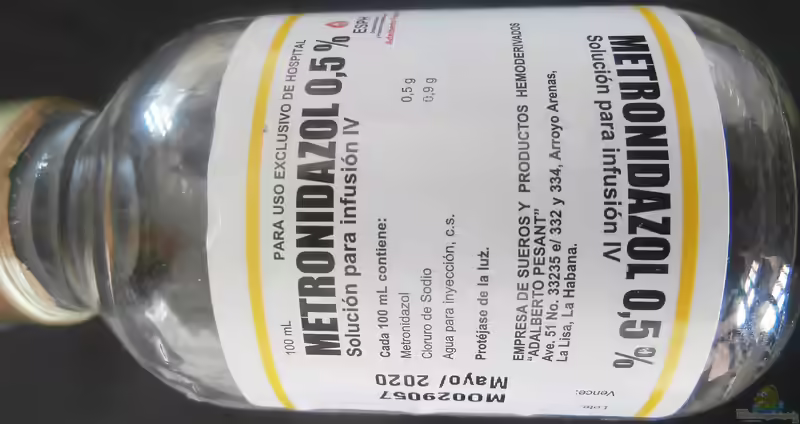 100 mL
PARA USO EXCLUSIVO DE HOSPITAL
METRONIDAZOL 0,5 %
Solución para infusión IV
ESPH
Cada 100 mL contiene:
Metronidazol 0,5 g
Cloruro de Sodio 0,9 g
Agua para inyección, c.s.
Protéjase de la luz.
EMPRESA DE SUEROS Y PRODUCTOS HEMODERIVADOS
"ADALBERTO PESANT"
Ave. 51 No. 33235 e/ 332 y 334, Arroyo Arenas,
La Lisa, La Habana.
METRONIDAZOL 0,5%
Solución para infusión IV
Lote:
Vence:
MO029057
Mayo/ 2020